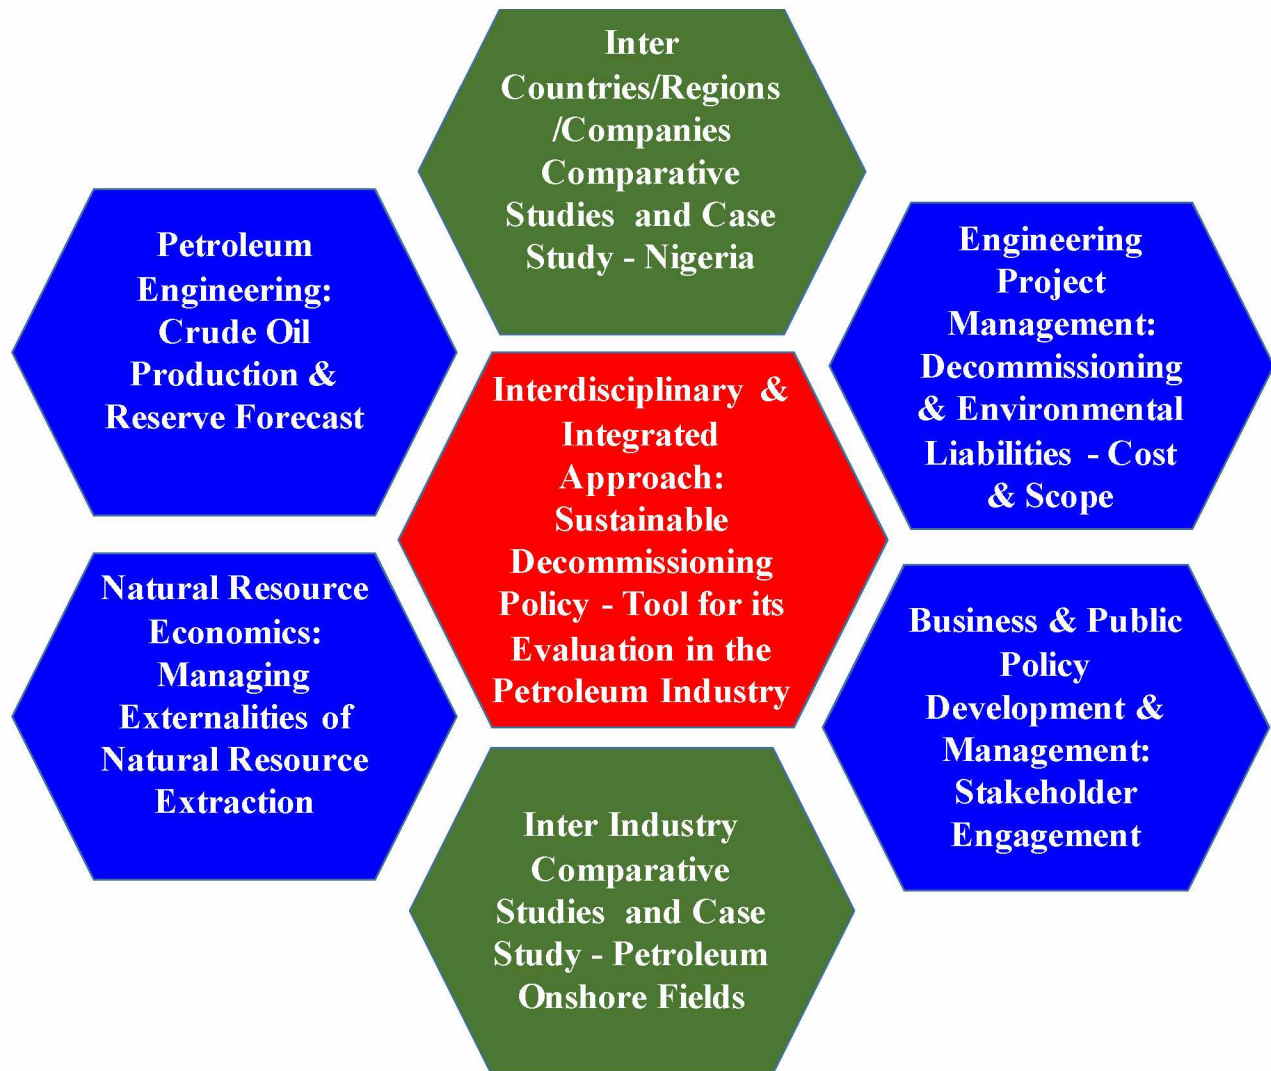 Inter
Countries/Regions
/Companies
Comparative
Studies and Case
Study - Nigeria
Petroleum
Engineering:
Crude Oil
Production &
Reserve Forecast
Engineering
Project
Management:
Decommissioning
& Environmental
Liabilities - Cost
& Scope
Interdisciplinary &
Integrated
Approach:
Sustainable
Decommissioning
Policy - Tool for its
Evaluation in the
Petroleum Industry
Natural Resource
Economics:
Managing
Externalities of
Natural Resource
Extraction
Business & Public
Policy
Development &
Management:
Stakeholder
Engagement
Inter Industry
Comparative
Studies and Case
Study - Petroleum
Onshore Fields